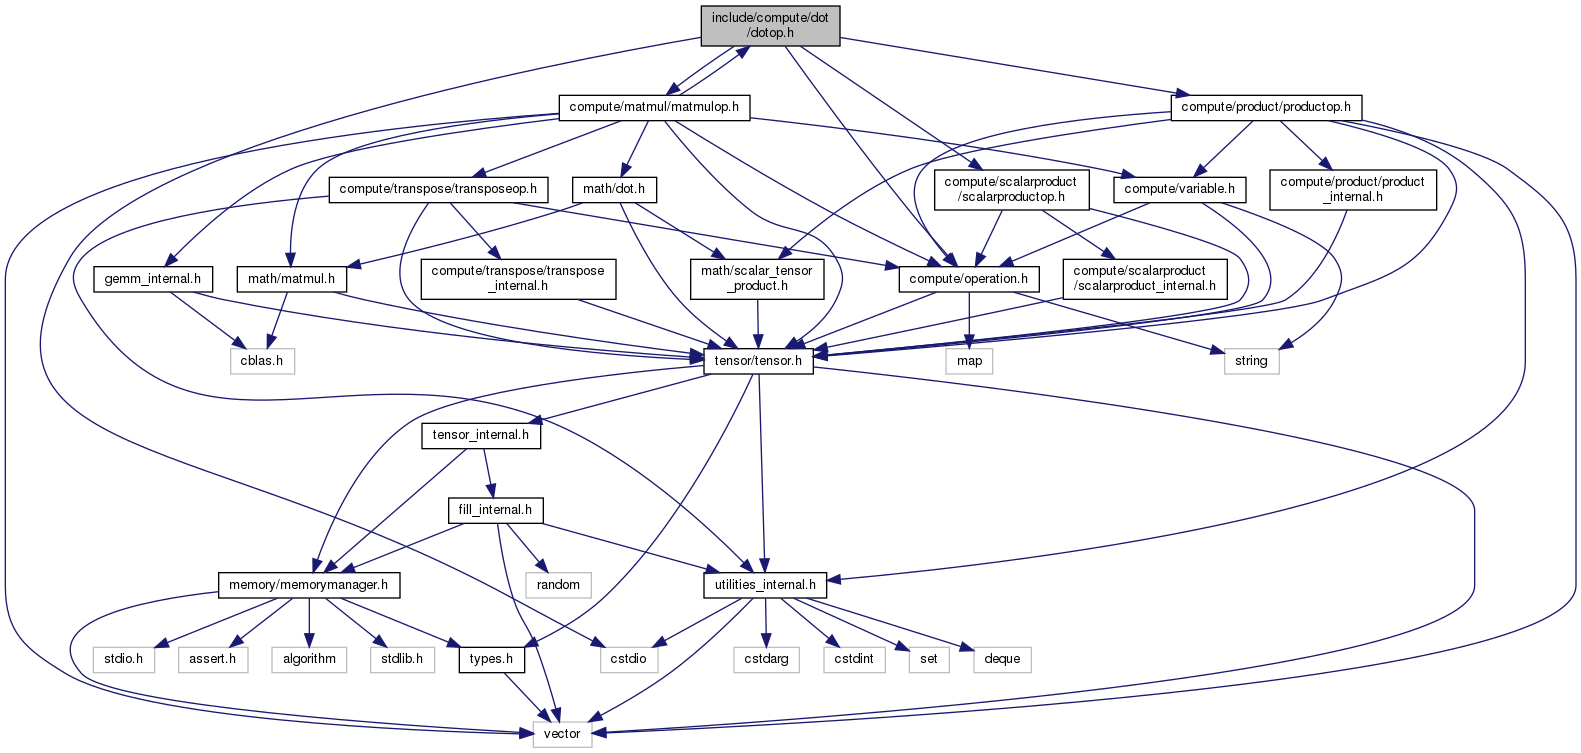 include/compute/dot
/dotop.h
compute/matmul/matmulop.h
compute/product/productop.h
compute/transpose/transposeop.h
math/dot.h
compute/scalarproduct
/scalarproductop.h
compute/variable.h
compute/product/product
_internal.h
gemm_internal.h
math/matmul.h
compute/transpose/transpose
_internal.h
math/scalar_tensor
_product.h
compute/operation.h
compute/scalarproduct
/scalarproduct_internal.h
cblas.h
tensor/tensor.h
map
string
tensor_internal.h
fill_internal.h
memory/memorymanager.h
random
utilities_internal.h
stdio.h
assert.h
algorithm
stdlib.h
types.h
cstdio
cstdarg
cstdint
set
deque
vector